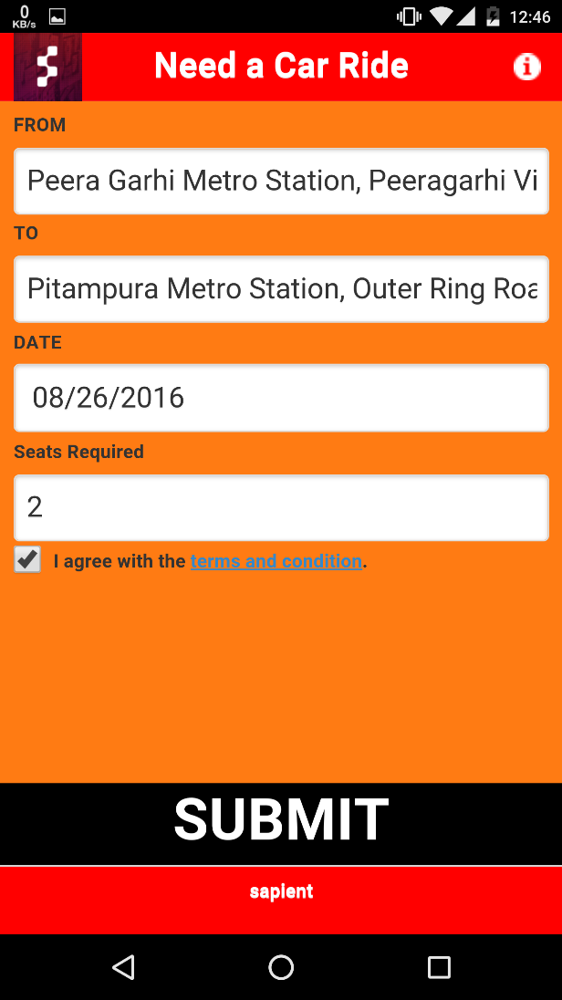 0
KB/s
12:46
Need a Car Ride
i
FROM
Peera Garhi Metro Station, Peeragarhi Vi
TO
Pitampura Metro Station, Outer Ring Roa
DATE
08/26/2016
Seats Required
2
I agree with the terms and condition.
SUBMIT
sapient